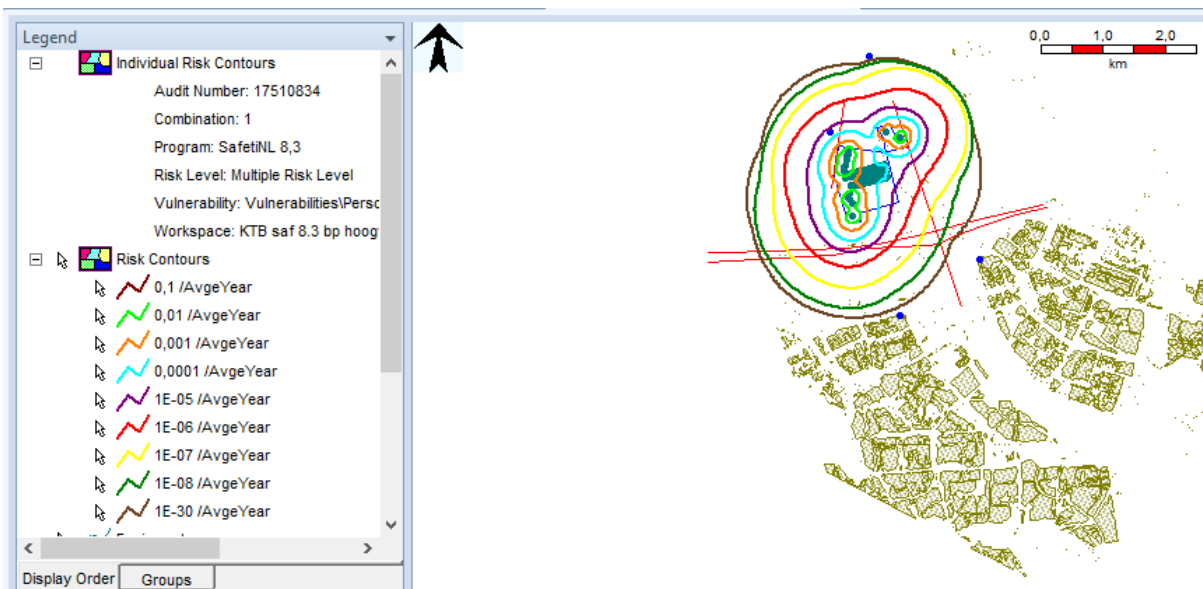 Legend
Individual Risk Contours
Audit Number: 17510834
Combination: 1
Program: SafetiNL 8,3
Risk Level: Multiple Risk Level
Vulnerability: Vulnerabilities\Persc
Workspace: KTB saf 8.3 bp hoog
Risk Contours
0,1 /AvgeYear
0,01 /AvgeYear
0,001 /AvgeYear
0,0001 /AvgeYear
1E-05 /AvgeYear
1E-06 /AvgeYear
1E-07 /AvgeYear
1E-08 /AvgeYear
1E-30 /AvgeYear
Display Order Groups
0,0 1,0 2,0
km